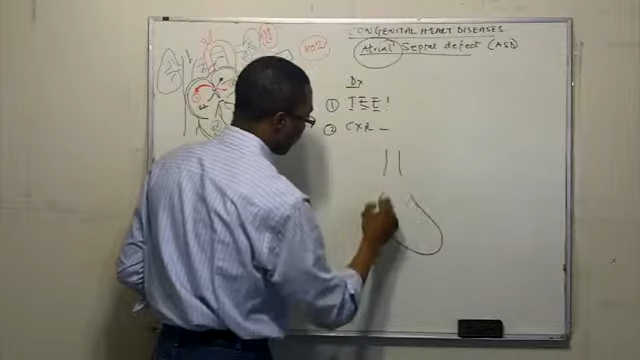 CONGENITAL HEART DISEASES
Atrial Septal defect (ASD)
Dx
① TEE!
② CXR –